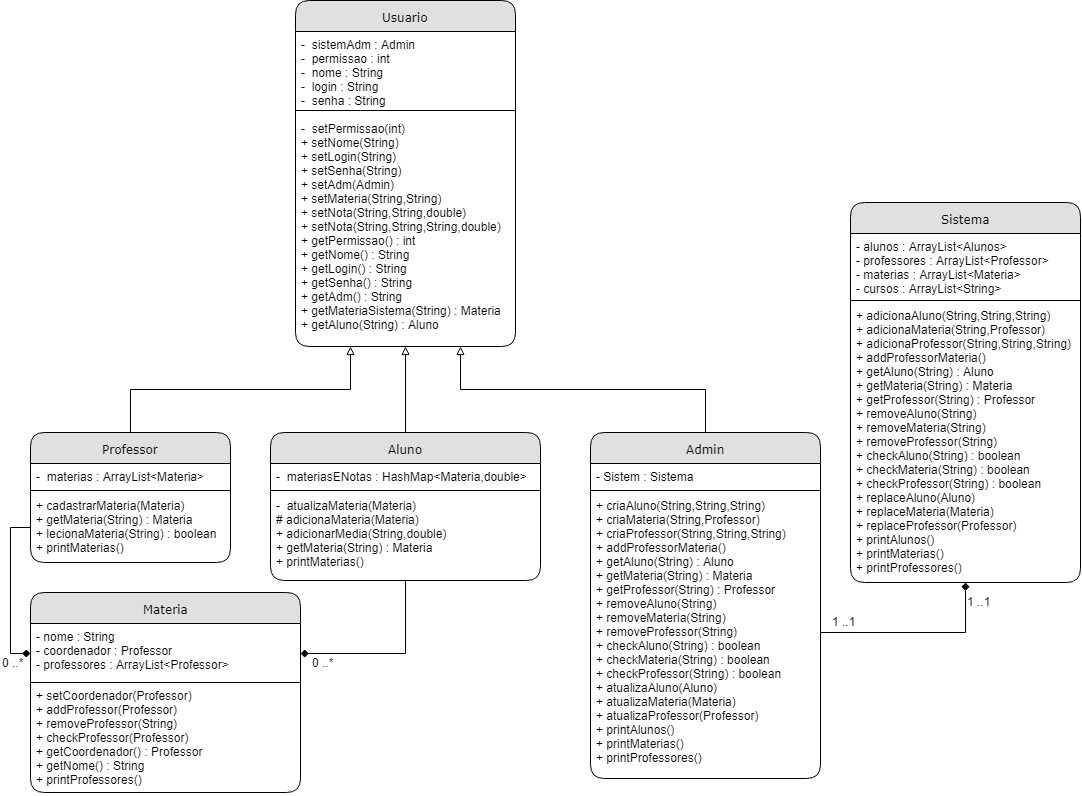 Usuario
- sistemAdm : Admin
- permissao : int
- nome : String
- login : String
- senha : String
- setPermissao(int)
+ setNome(String)
+ setLogin(String)
+ setSenha(String)
+ setAdm(Admin)
+ setMateria(String,String)
+ setNota(String,String,double)
+ setNota(String,String,String,double)
+ getPermissao() : int
+ getNome() : String
+ getLogin() : String
+ getSenha() : String
+ getAdm() : String
+ getMateriaSistema(String) : Materia
+ getAluno(String) : Aluno
Sistema
- alunos : ArrayList<Alunos>
- professores : ArrayList<Professor>
- materias : ArrayList<Materia>
- cursos : ArrayList<String>
+ adicionaAluno(String,String,String)
+ adicionaMateria(String,Professor)
+ adicionaProfessor(String,String,String)
+ addProfessorMateria()
+ getAluno(String) : Aluno
+ getMateria(String) : Materia
+ getProfessor(String) : Professor
+ removeAluno(String)
+ removeMateria(String)
+ removeProfessor(String)
+ checkAluno(String) : boolean
+ checkMateria(String) : boolean
+ checkProfessor(String) : boolean
+ replaceAluno(Aluno)
+ replaceMateria(Materia)
+ replaceProfessor(Professor)
+ printAlunos()
+ printMaterias()
+ printProfessores()
Professor
- materias : ArrayList<Materia>
+ cadastrarMateria(Materia)
+ getMateria(String) : Materia
+ lecionaMateria(String) : boolean
+ printMaterias()
Aluno
- materiasENotas : HashMap<Materia,double>
- atualizaMateria(Materia)
# adicionaMateria(Materia)
+ adicionarMedia(String,double)
+ getMateria(String) : Materia
+ printMaterias()
Admin
- Sistem : Sistema
+ criaAluno(String,String,String)
+ criaMateria(String,Professor)
+ criaProfessor(String,String,String)
+ addProfessorMateria()
+ getAluno(String) : Aluno
+ getMateria(String) : Materia
+ getProfessor(String) : Professor
+ removeAluno(String)
+ removeMateria(String)
+ removeProfessor(String)
+ checkAluno(String) : boolean
+ checkMateria(String) : boolean
+ checkProfessor(String) : boolean
+ atualizaAluno(Aluno)
+ atualizaMateria(Materia)
+ atualizaProfessor(Professor)
+ printAlunos()
+ printMaterias()
+ printProfessores()
1 ..1
1 ..1
Materia
- nome : String
- coordenador : Professor
- professores : ArrayList<Professor>
+ setCoordenador(Professor)
+ addProfessor(Professor)
+ removeProfessor(String)
+ checkProfessor(Professor)
+ getCoordenador() : Professor
+ getNome() : String
+ printProfessores()
0 ..*
0 ..*